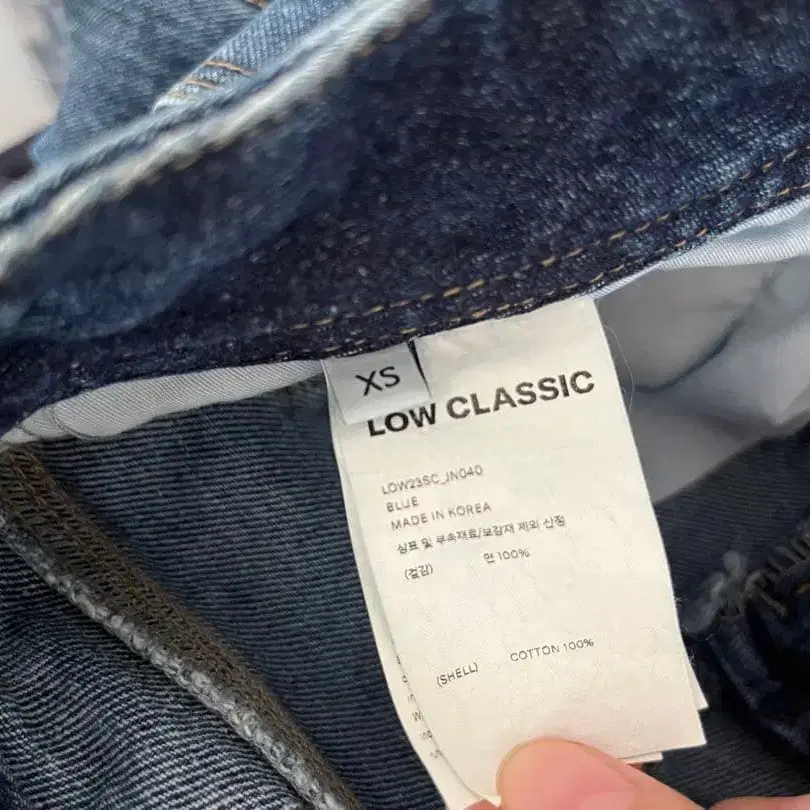 XS
LOW CLASSIC
LOW23SC_JN040
BLUE
MADE IN KOREA
상표 및 부속재료/보강재 제외 산정
(겉감) 면 100%
(SHELL) COTTON 100%